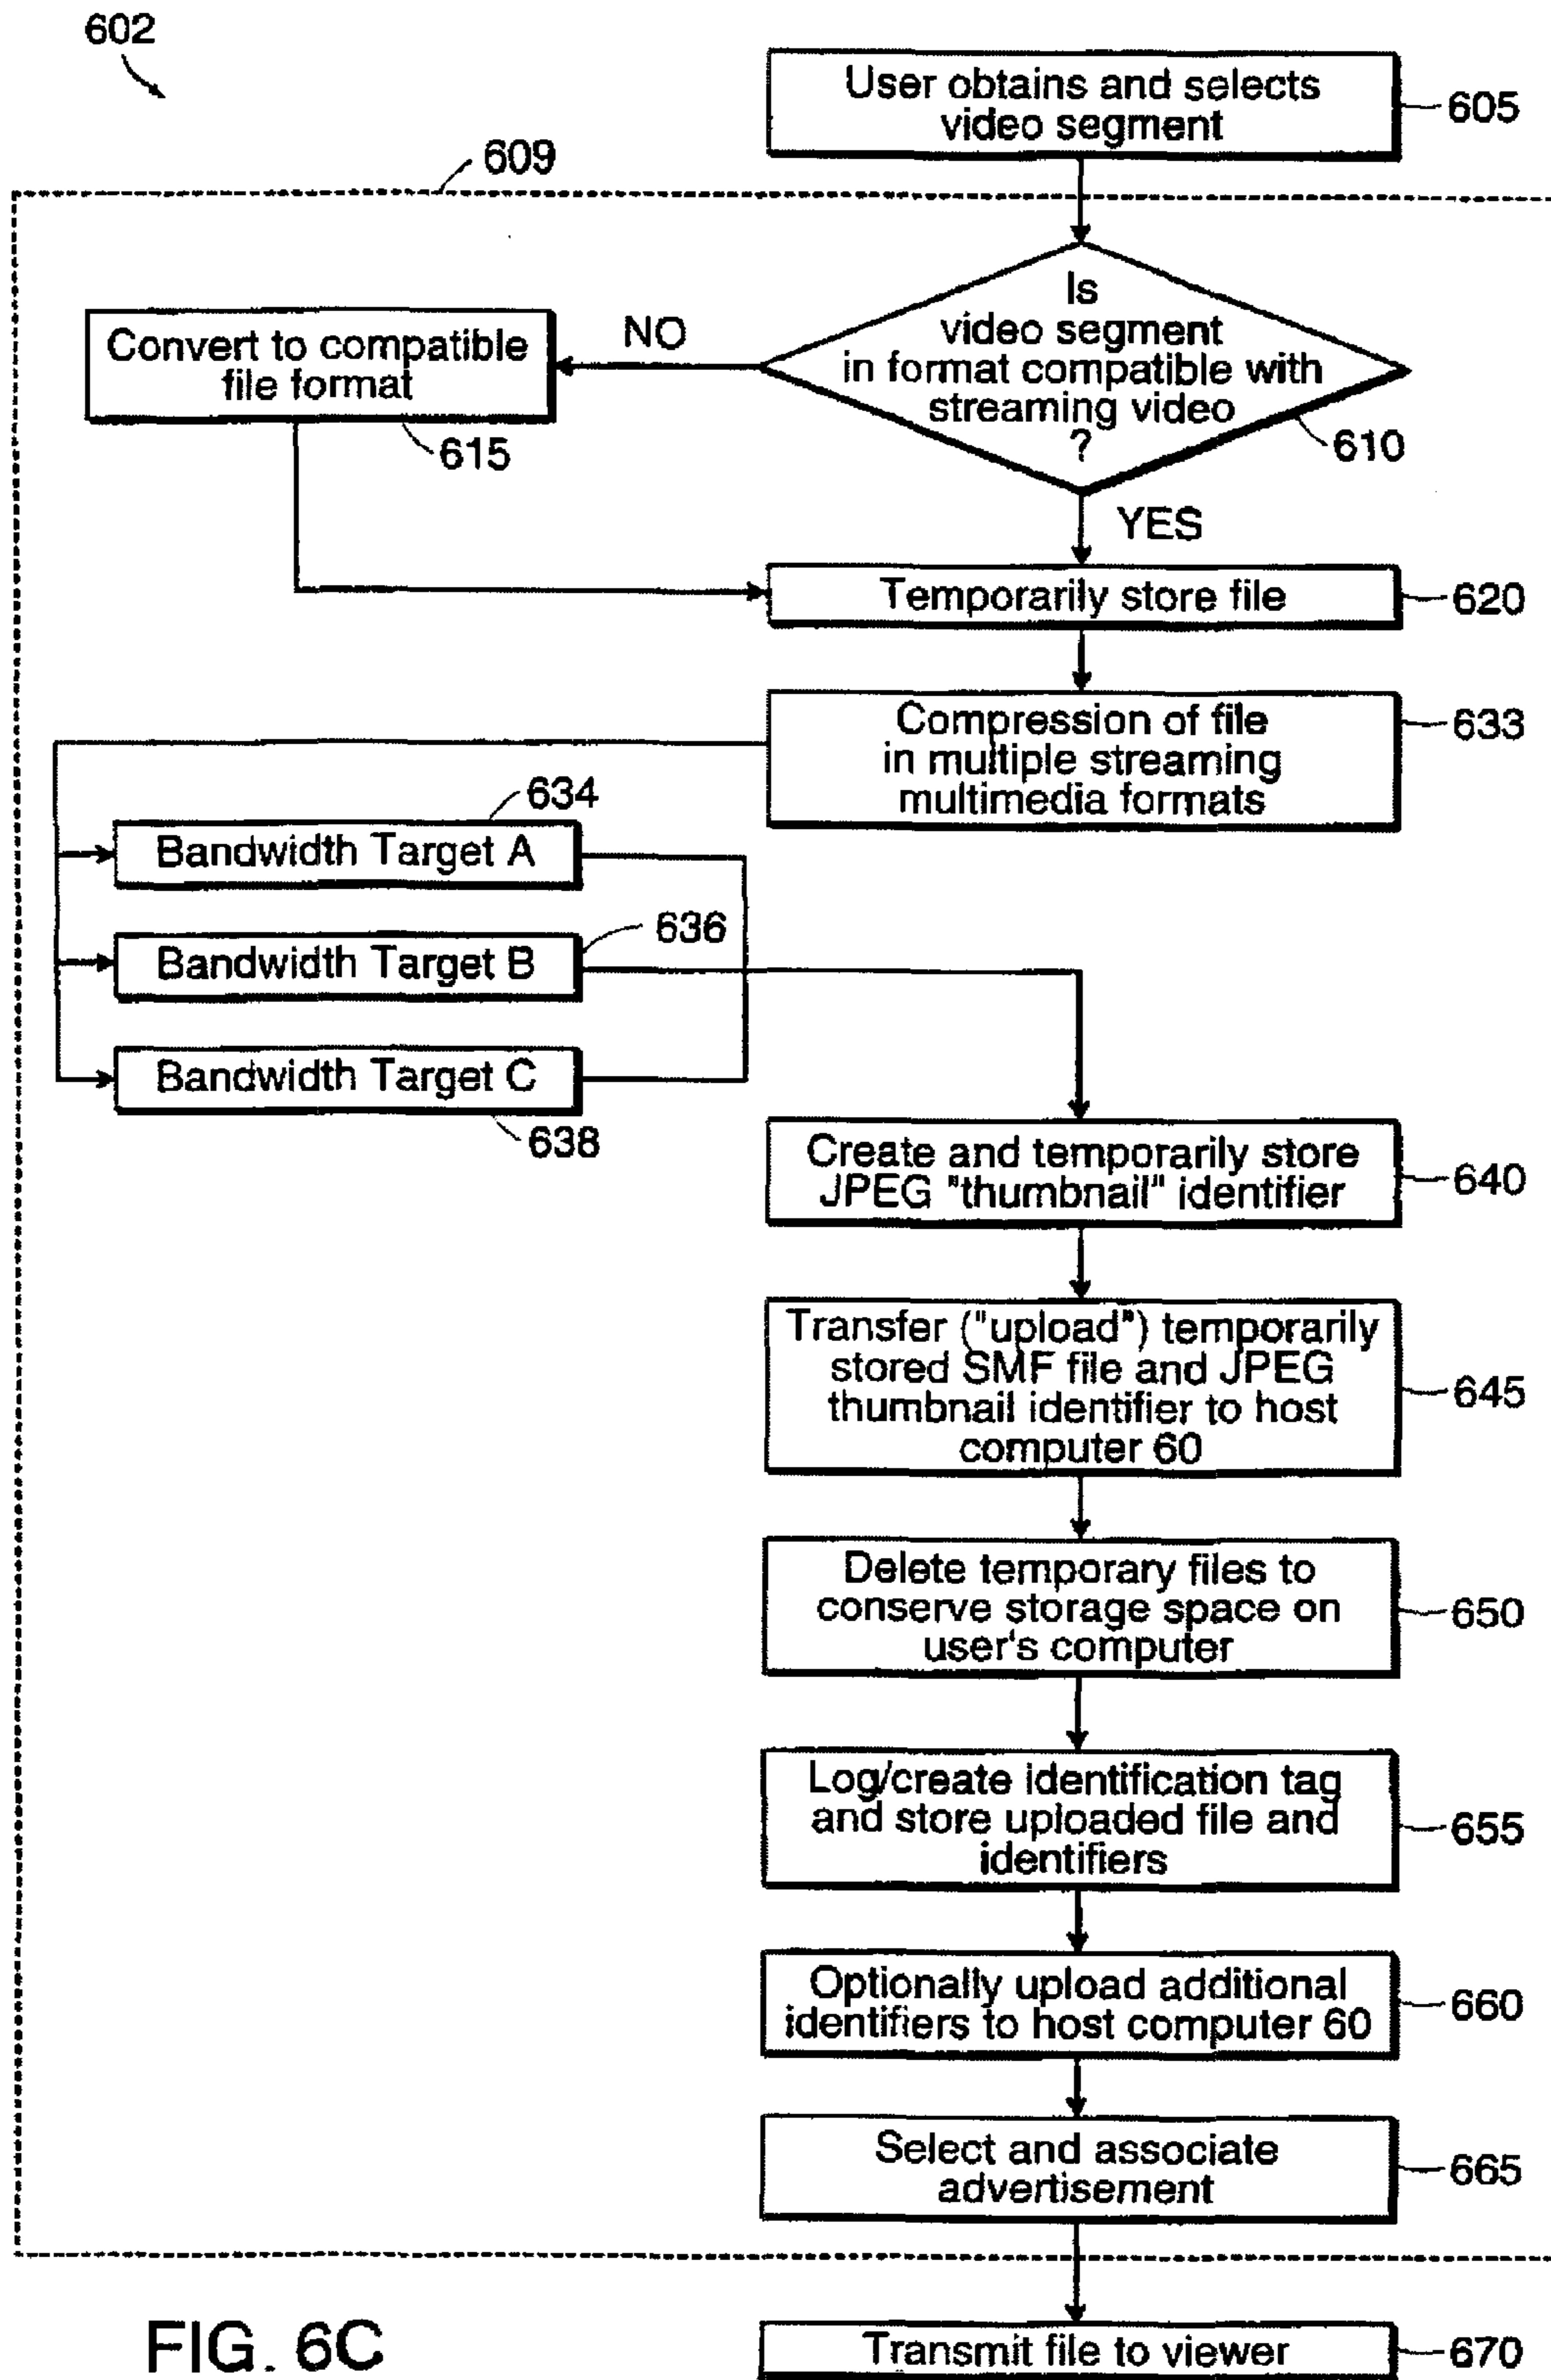 602
User obtains and selects
video segment
605
609
Is
video segment
in format compatible with
streaming video
?
610
NO
Convert to compatible
file format
615
YES
Temporarily store file
620
Compression of file
in multiple streaming
multimedia formats
633
634
Bandwidth Target A
636
Bandwidth Target B
Bandwidth Target C
638
Create and temporarily store
JPEG "thumbnail" identifier
640
Transfer ("upload") temporarily
stored SMF file and JPEG
thumbnail identifier to host
computer 60
645
Delete temporary files to
conserve storage space on
user's computer
650
Log/create identification tag
and store uploaded file and
identifiers
655
Optionally upload additional
identifiers to host computer 60
660
Select and associate
advertisement
665
Transmit file to viewer
670
FIG. 6C